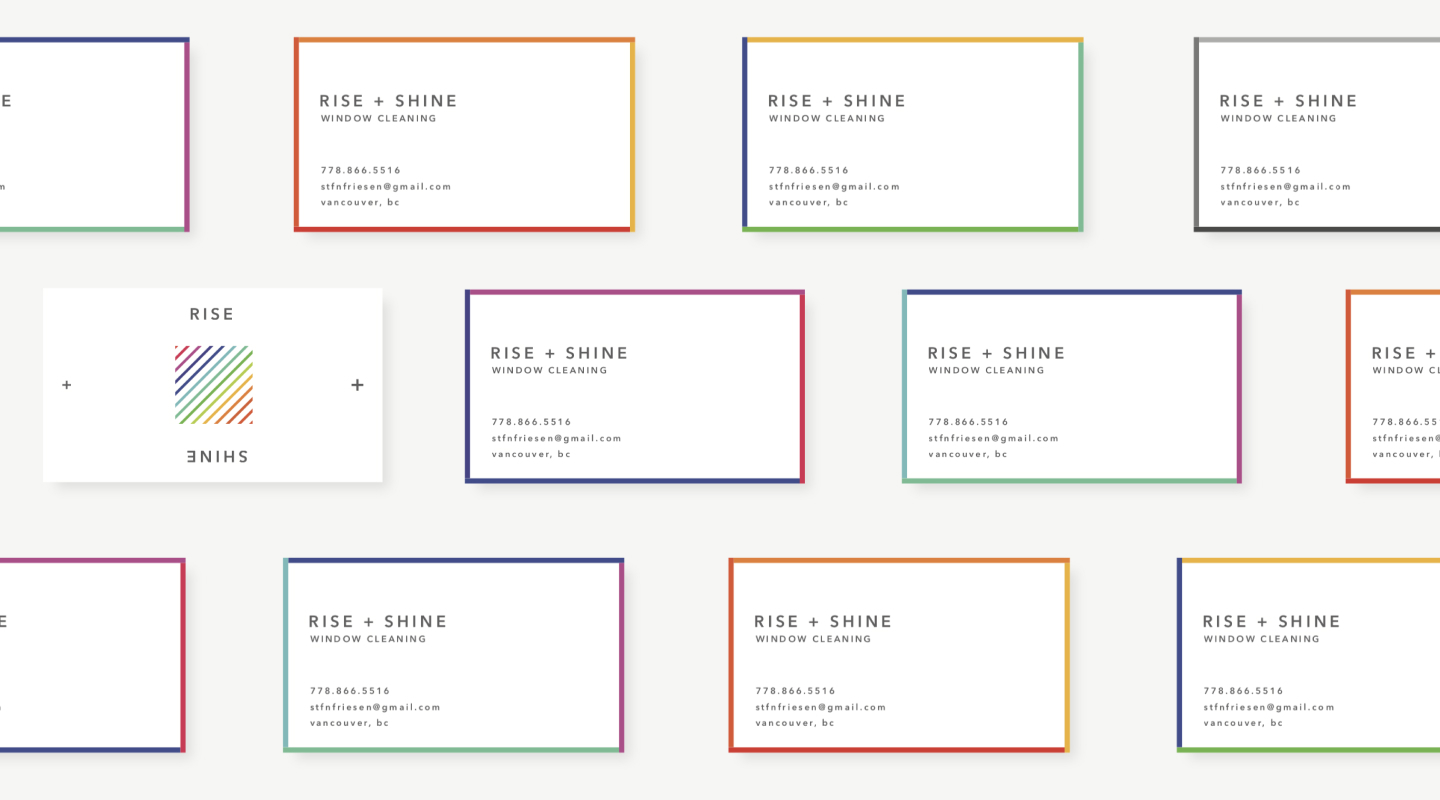 E
RISE + SHINE
WINDOW CLEANING
778.866.5516
stfnfriesen@gmail.com
vancouver, bc
RISE + SHINE
WINDOW CLEANING
778.866.5516
stfnfriesen@gmail.com
vancouver, bc
RISE + SHINE
WINDOW CLEANING
778.866.5516
stfnfriesen@gmail.com
vancouver, bc
RISE
+ +
SHINE
RISE + SHINE
WINDOW CLEANING
778.866.5516
stfnfriesen@gmail.com
vancouver, bc
RISE + SHINE
WINDOW CLEANING
778.866.5516
stfnfriesen@gmail.com
vancouver, bc
RISE +
WINDOW CL
778.866.55
stfnfriesen@
vancouver,
E
RISE + SHINE
WINDOW CLEANING
778.866.5516
stfnfriesen@gmail.com
vancouver, bc
RISE + SHINE
WINDOW CLEANING
778.866.5516
stfnfriesen@gmail.com
vancouver, bc
RISE + SHINE
WINDOW CLEANING
778.866.5516
stfnfriesen@gmail.com
vancouver, bc